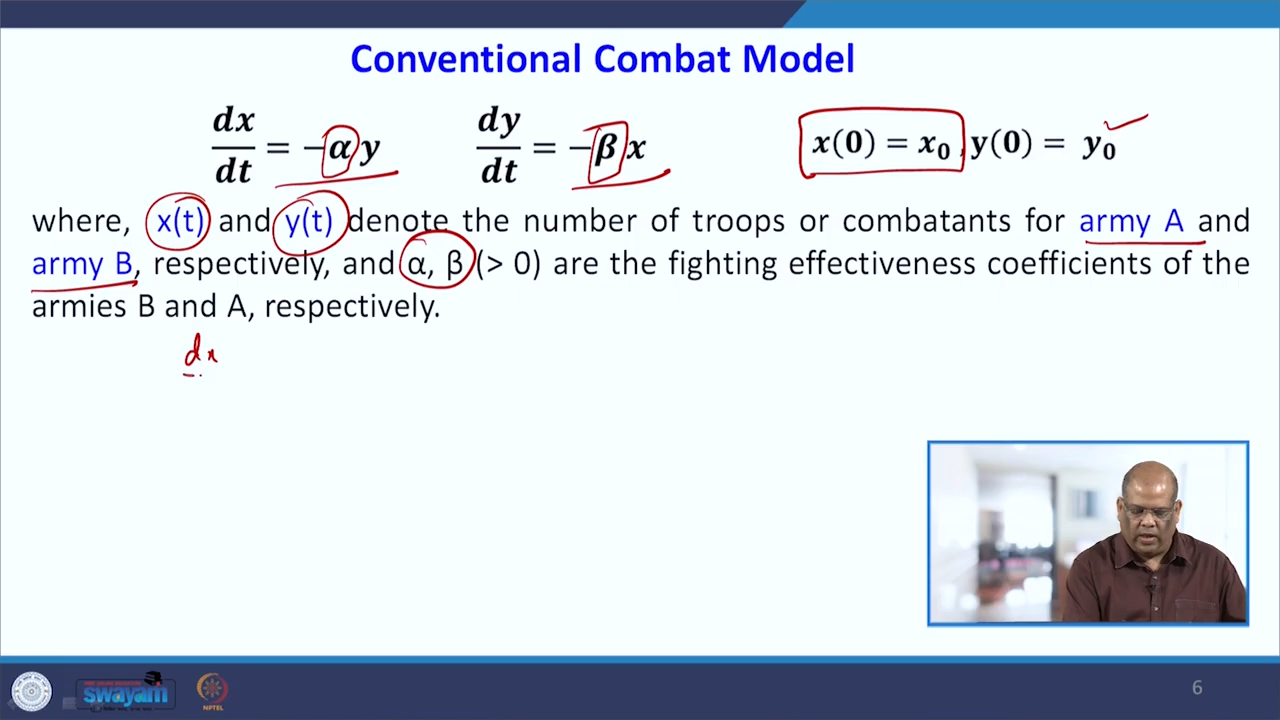 Conventional Combat Model
dx/dt = −αy dy/dt = −βx x(0) = x₀, y(0) = y₀
where, x(t) and y(t) denote the number of troops or combatants for army A and
army B, respectively, and α, β (> 0) are the fighting effectiveness coefficients of the
armies B and A, respectively.
dx
swayam
NPTEL
6